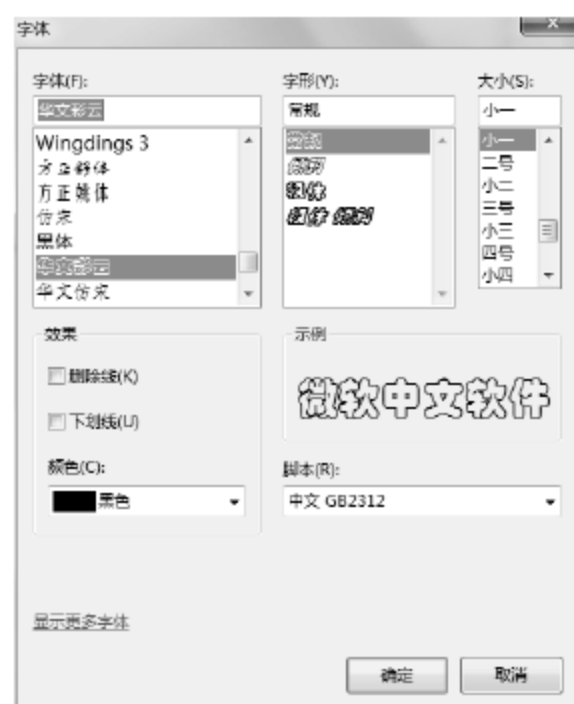 字体
字体(F):
华文彩云
Wingdings 3
方正舒体
方正姚体
仿宋
黑体
华文彩云
华文仿宋
字形(Y):
常规
常规
倾斜
粗体
粗体 倾斜
大小(S):
小一
小一
二号
小二
三号
小三
四号
小四
效果
删除线(K)
下划线(U)
颜色(C):
黑色
示例
微软中文软件
脚本(R):
中文 GB2312
显示更多字体
确定
取消